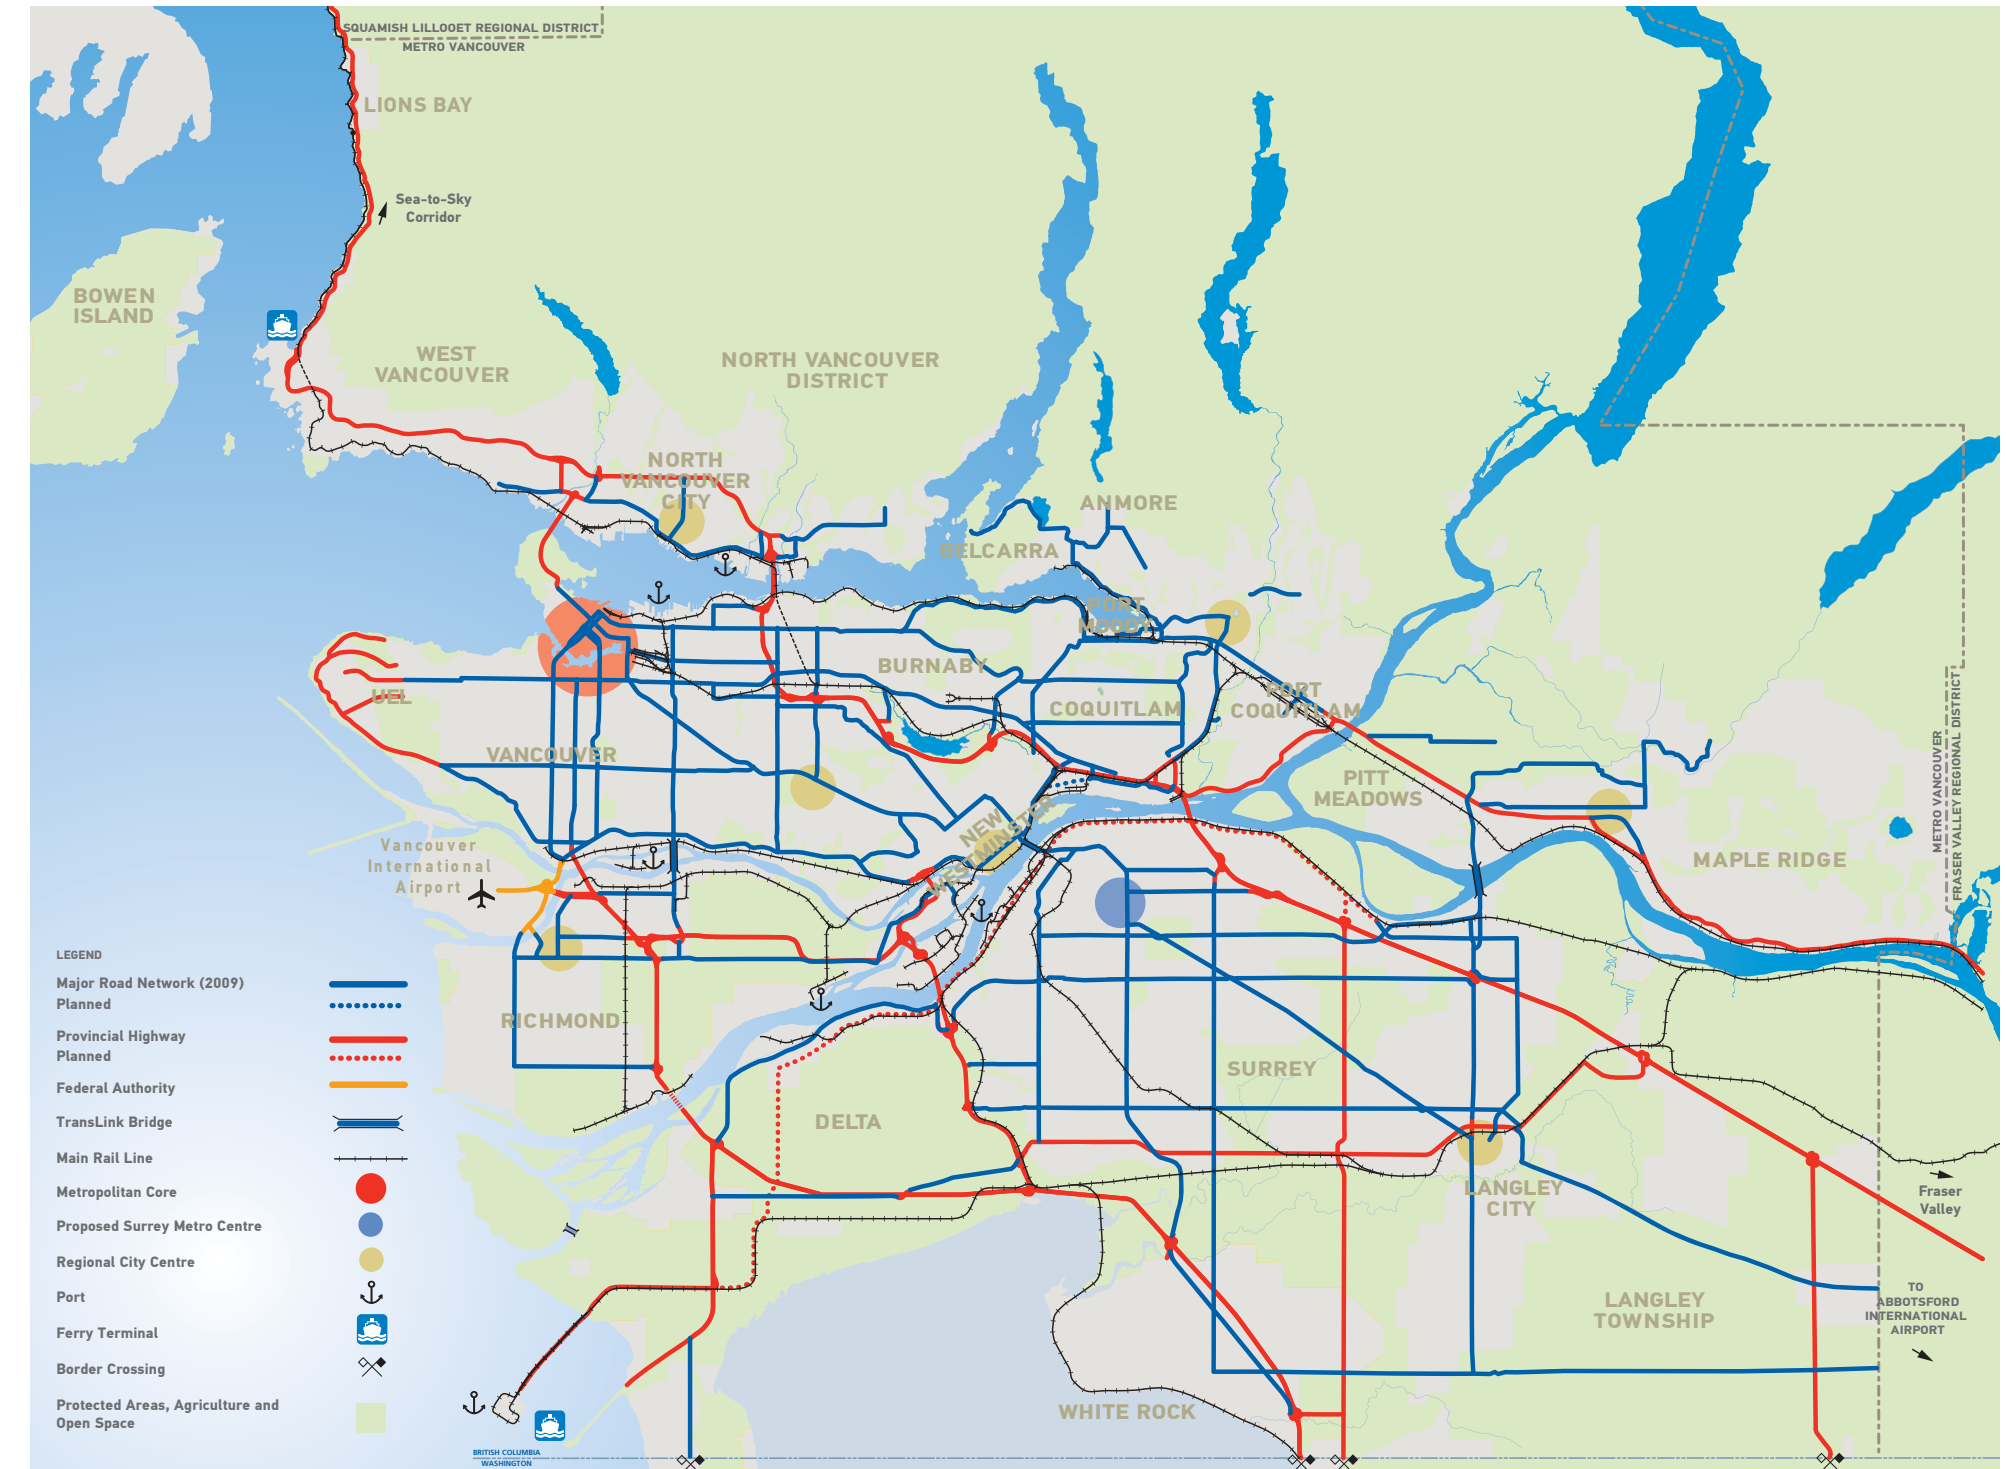 SQUAMISH LILLOOET REGIONAL DISTRICT
METRO VANCOUVER
LIONS BAY
Sea-to-Sky
Corridor
BOWEN
ISLAND
WEST
VANCOUVER
NORTH VANCOUVER
DISTRICT
NORTH
VANCOUVER
CITY
ANMORE
BELCARRA
PORT
MOODY
BURNABY
UEL
COQUITLAM
PORT
COQUITLAM
VANCOUVER
PITT
MEADOWS
NEW
WESTMINSTER
METRO VANCOUVER
FRASER VALLEY REGIONAL DISTRICT
MAPLE RIDGE
Vancouver
International
Airport
RICHMOND
SURREY
DELTA
LANGLEY
CITY
Fraser
Valley
LANGLEY
TOWNSHIP
TO
ABBOTSFORD
INTERNATIONAL
AIRPORT
WHITE ROCK
BRITISH COLUMBIA
WASHINGTON
LEGEND
Major Road Network (2009)
Planned
Provincial Highway
Planned
Federal Authority
TransLink Bridge
Main Rail Line
Metropolitan Core
Proposed Surrey Metro Centre
Regional City Centre
Port
Ferry Terminal
Border Crossing
Protected Areas, Agriculture and
Open Space